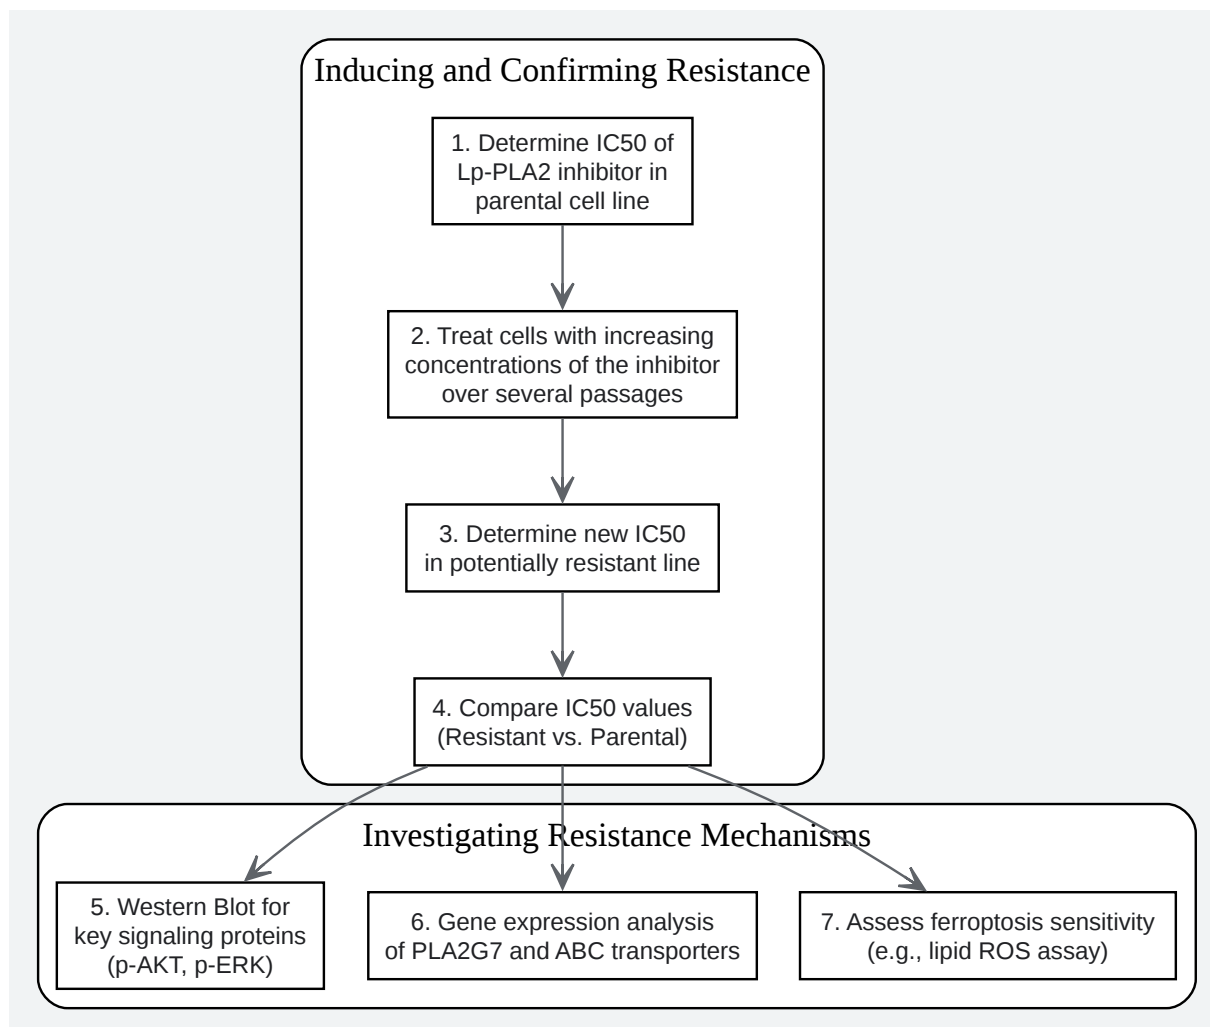 Inducing and Confirming Resistance
1. Determine IC50 of
Lp-PLA2 inhibitor in
parental cell line
2. Treat cells with increasing
concentrations of the inhibitor
over several passages
3. Determine new IC50
in potentially resistant line
4. Compare IC50 values
(Resistant vs. Parental)
Investigating Resistance Mechanisms
5. Western Blot for
key signaling proteins
(p-AKT, p-ERK)
6. Gene expression analysis
of PLA2G7 and ABC transporters
7. Assess ferroptosis sensitivity
(e.g., lipid ROS assay)